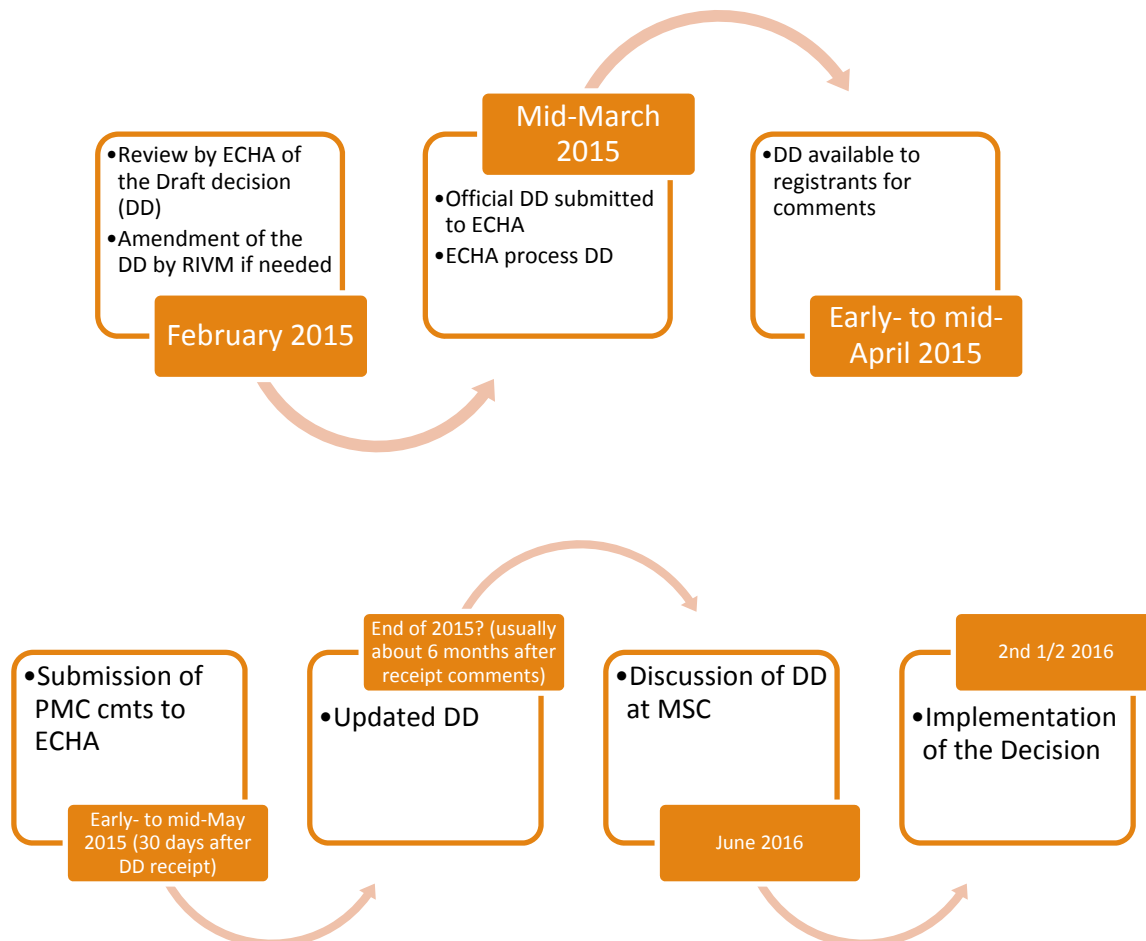 •Review by ECHA of
the Draft decision
(DD)
•Amendment of the
DD by RIVM if needed
February 2015
Mid-March
2015
•Official DD submitted
to ECHA
•ECHA process DD
•DD available to
registrants for
comments
Early- to mid-
April 2015
•Submission of
PMC cmts to
ECHA
Early- to mid-May
2015 (30 days after
DD receipt)
End of 2015? (usually
about 6 months after
receipt comments)
•Updated DD
•Discussion of DD
at MSC
June 2016
2nd 1/2 2016
•Implementation
of the Decision